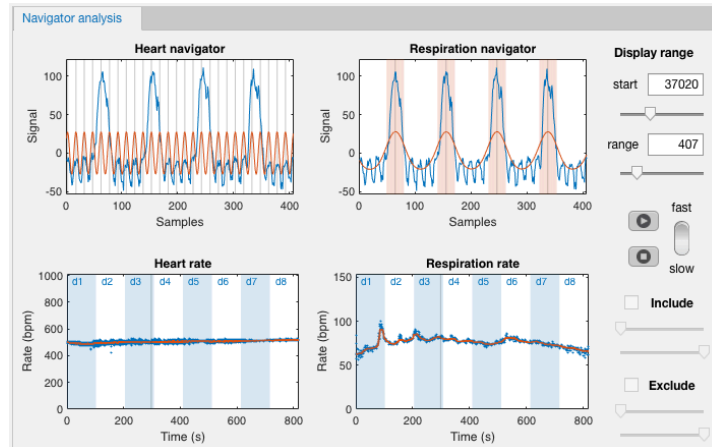 Navigator analysis
Heart navigator
Signal
100
50
0
-50
0 100 200 300 400
Samples
Respiration navigator
Signal
100
50
0
-50
0 100 200 300 400
Samples
Display range
start 37020
range 407
fast
slow
Heart rate
Rate (bpm)
1000
800
600
400
200
0
d1 d2 d3 d4 d5 d6 d7 d8
0 200 400 600 800
Time (s)
Respiration rate
Rate (bpm)
150
100
50
0
d1 d2 d3 d4 d5 d6 d7 d8
0 200 400 600 800
Time (s)
Include
Exclude